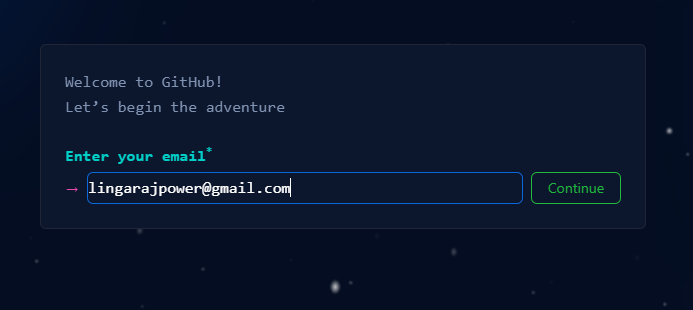 Welcome to GitHub!
Let’s begin the adventure
Enter your email*
→ lingarajpower@gmail.com Continue